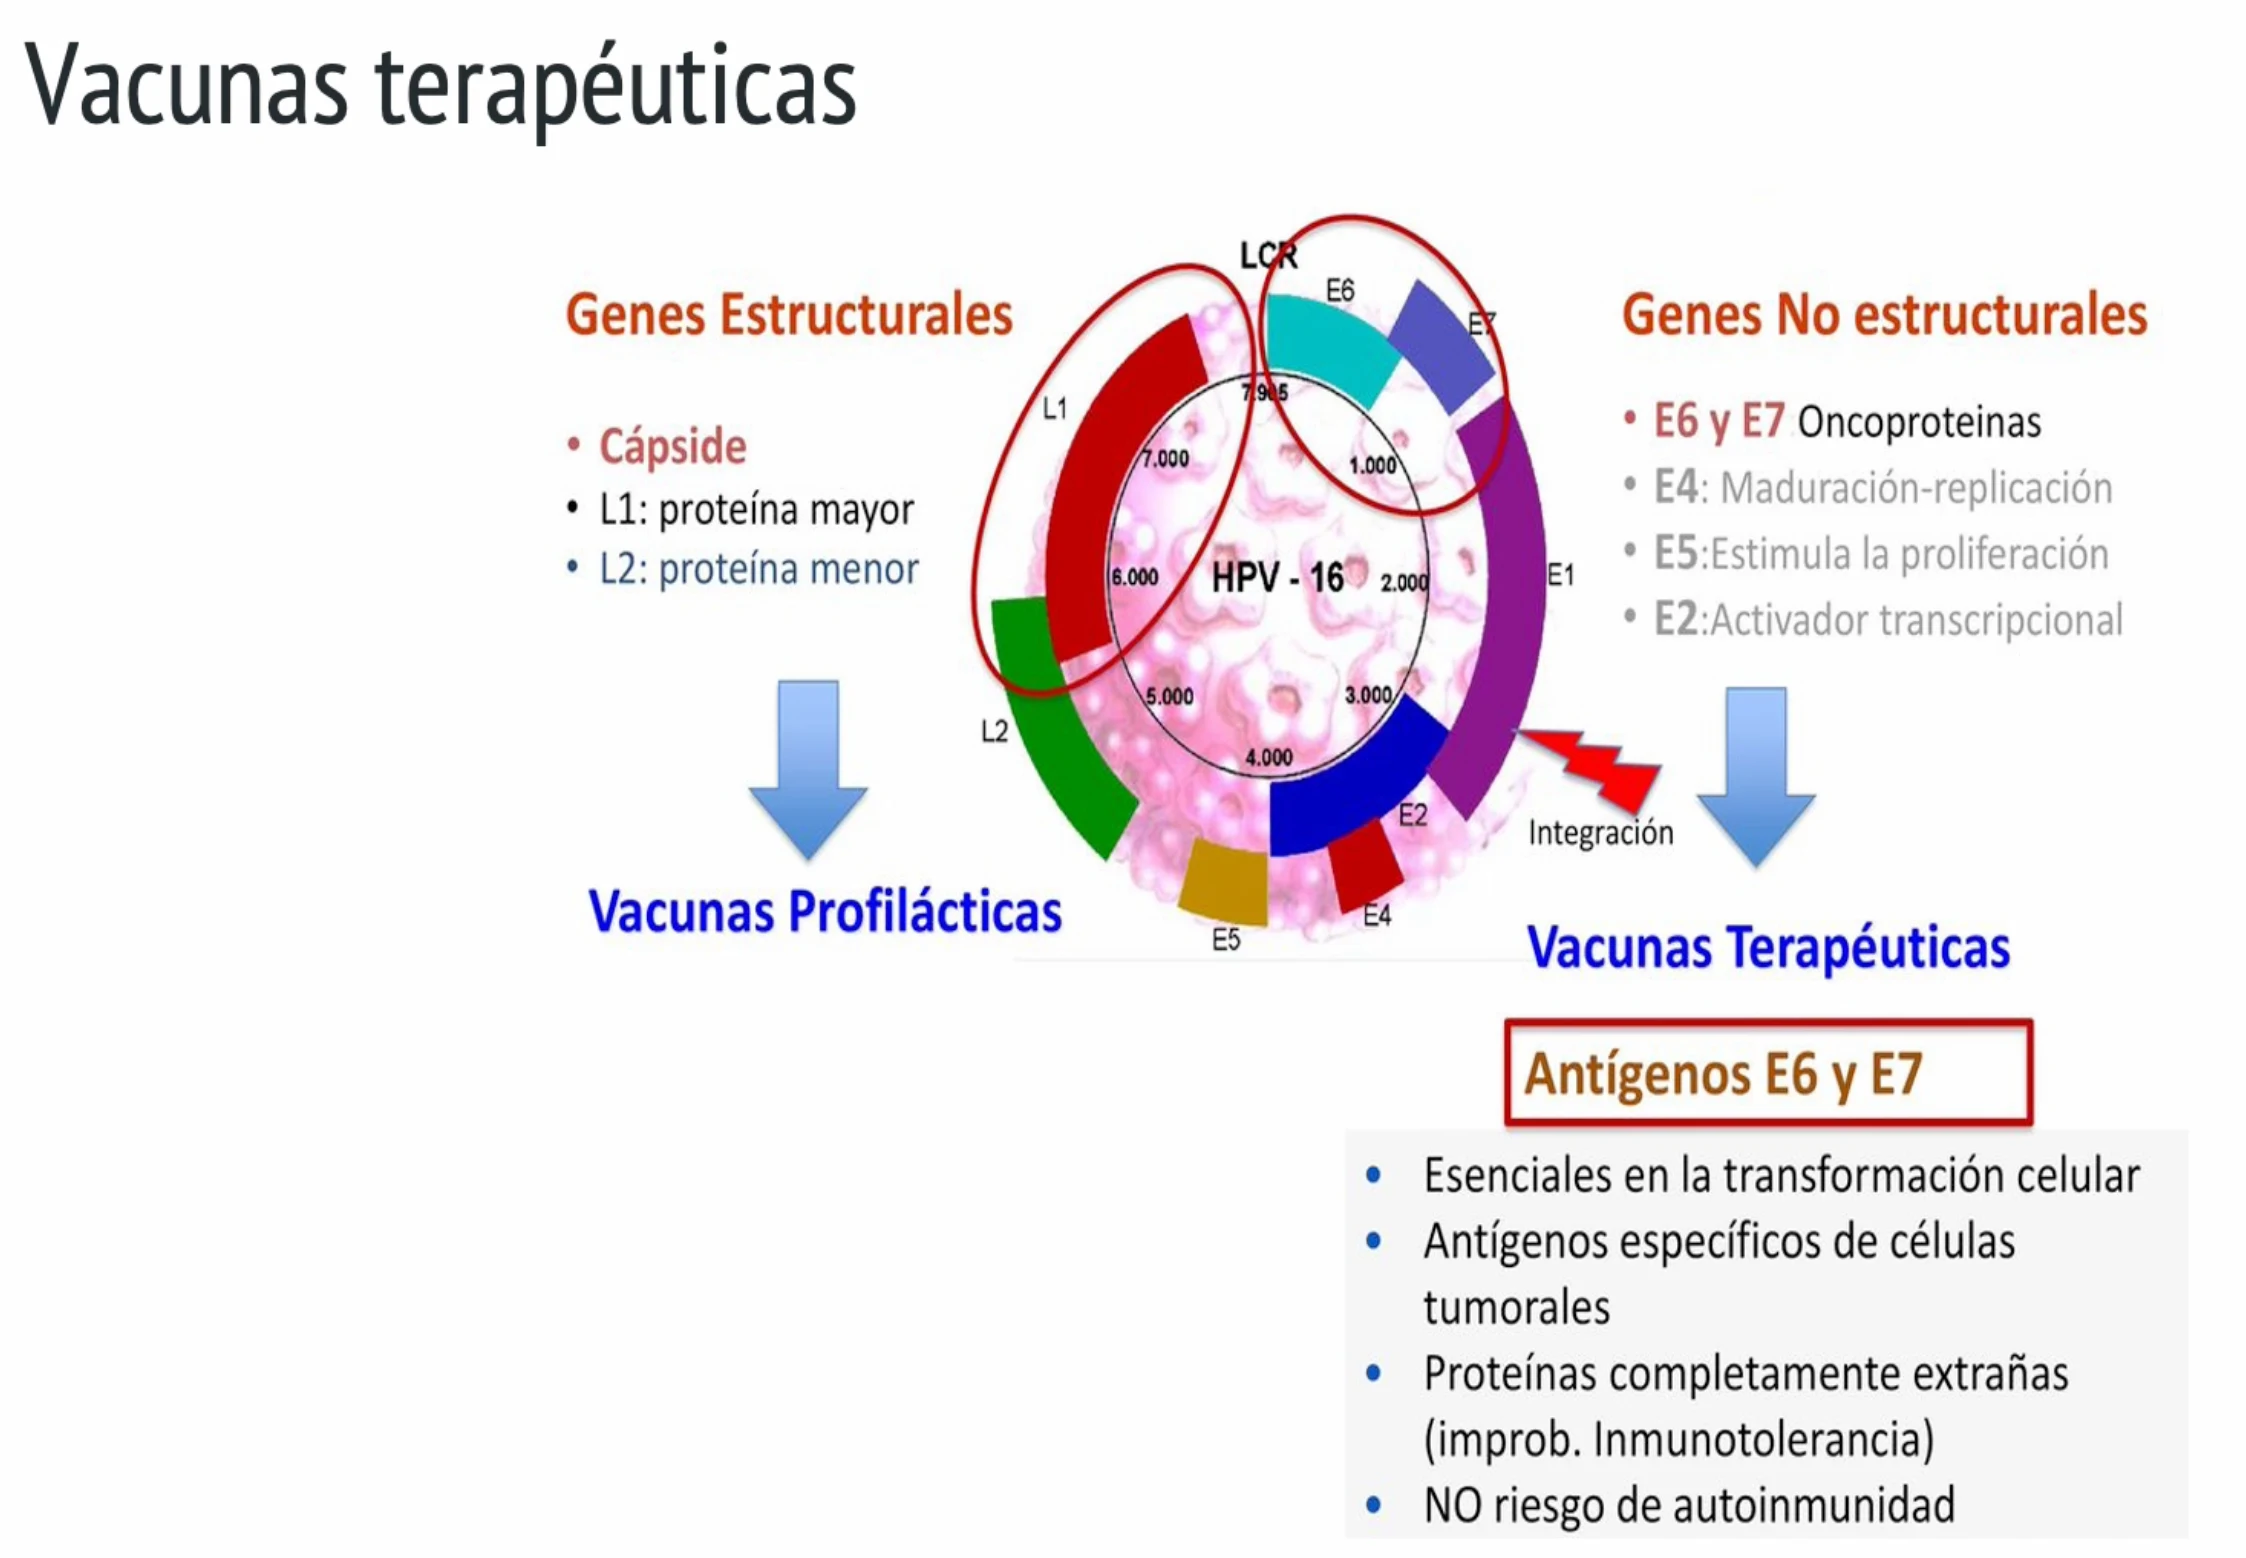 Vacunas terapéuticas
Genes Estructurales
• Cápside
• L1: proteína mayor
• L2: proteína menor
Vacunas Profilácticas
LCR
E6
E7
L1
7.905
7.000
1.000
6.000
HPV - 16
2.000
E1
5.000
3.000
L2
4.000
E2
E4
E5
Integración
Genes No estructurales
• E6 y E7 Oncoproteinas
• E4: Maduración-replicación
• E5:Estimula la proliferación
• E2:Activador transcripcional
Vacunas Terapéuticas
Antígenos E6 y E7
• Esenciales en la transformación celular
• Antígenos específicos de células
tumorales
• Proteínas completamente extrañas
(improb. Inmunotolerancia)
• NO riesgo de autoinmunidad